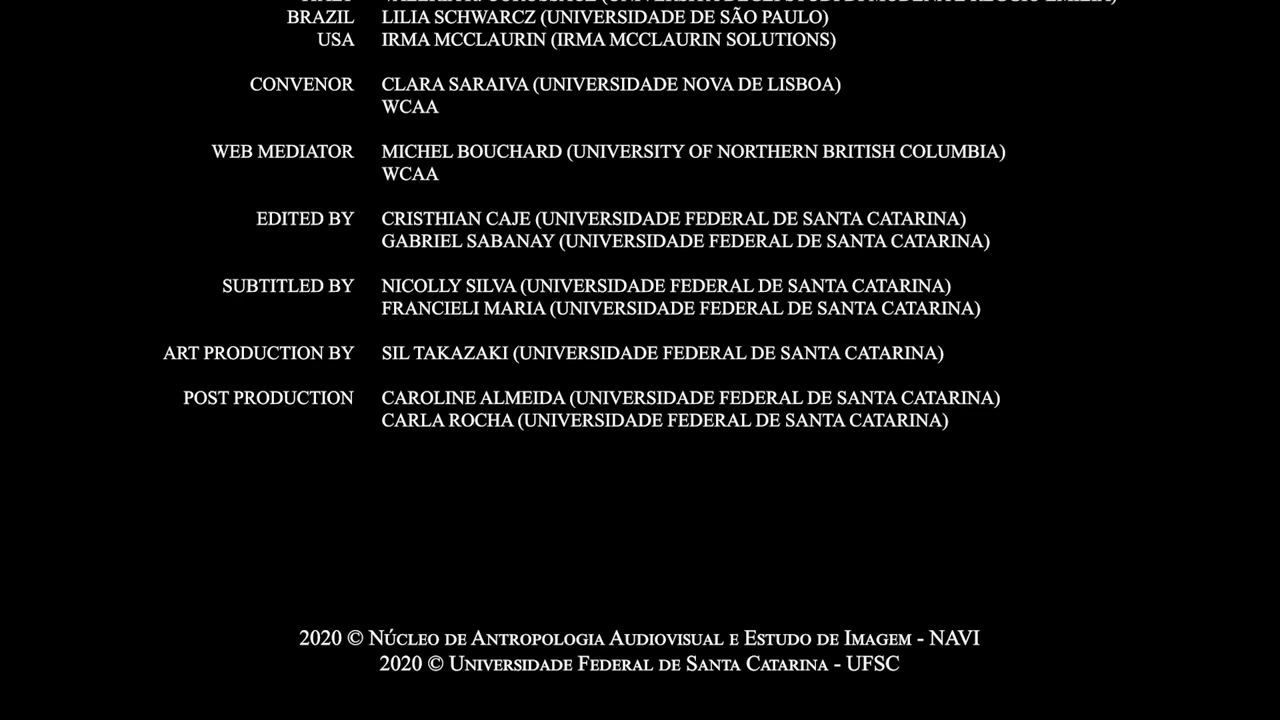 BRAZIL LILIA SCHWARCZ (UNIVERSIDADE DE SÃO PAULO)
USA IRMA MCCLAURIN (IRMA MCCLAURIN SOLUTIONS)
CONVENOR CLARA SARAIVA (UNIVERSIDADE NOVA DE LISBOA)
WCAA
WEB MEDIATOR MICHEL BOUCHARD (UNIVERSITY OF NORTHERN BRITISH COLUMBIA)
WCAA
EDITED BY CRISTHIAN CAJE (UNIVERSIDADE FEDERAL DE SANTA CATARINA)
GABRIEL SABANAY (UNIVERSIDADE FEDERAL DE SANTA CATARINA)
SUBTITLED BY NICOLLY SILVA (UNIVERSIDADE FEDERAL DE SANTA CATARINA)
FRANCIELI MARIA (UNIVERSIDADE FEDERAL DE SANTA CATARINA)
ART PRODUCTION BY SIL TAKAZAKI (UNIVERSIDADE FEDERAL DE SANTA CATARINA)
POST PRODUCTION CAROLINE ALMEIDA (UNIVERSIDADE FEDERAL DE SANTA CATARINA)
CARLA ROCHA (UNIVERSIDADE FEDERAL DE SANTA CATARINA)
2020 © Núcleo de Antropologia Audiovisual e Estudo de Imagem - NAVI
2020 © Universidade Federal de Santa Catarina - UFSC